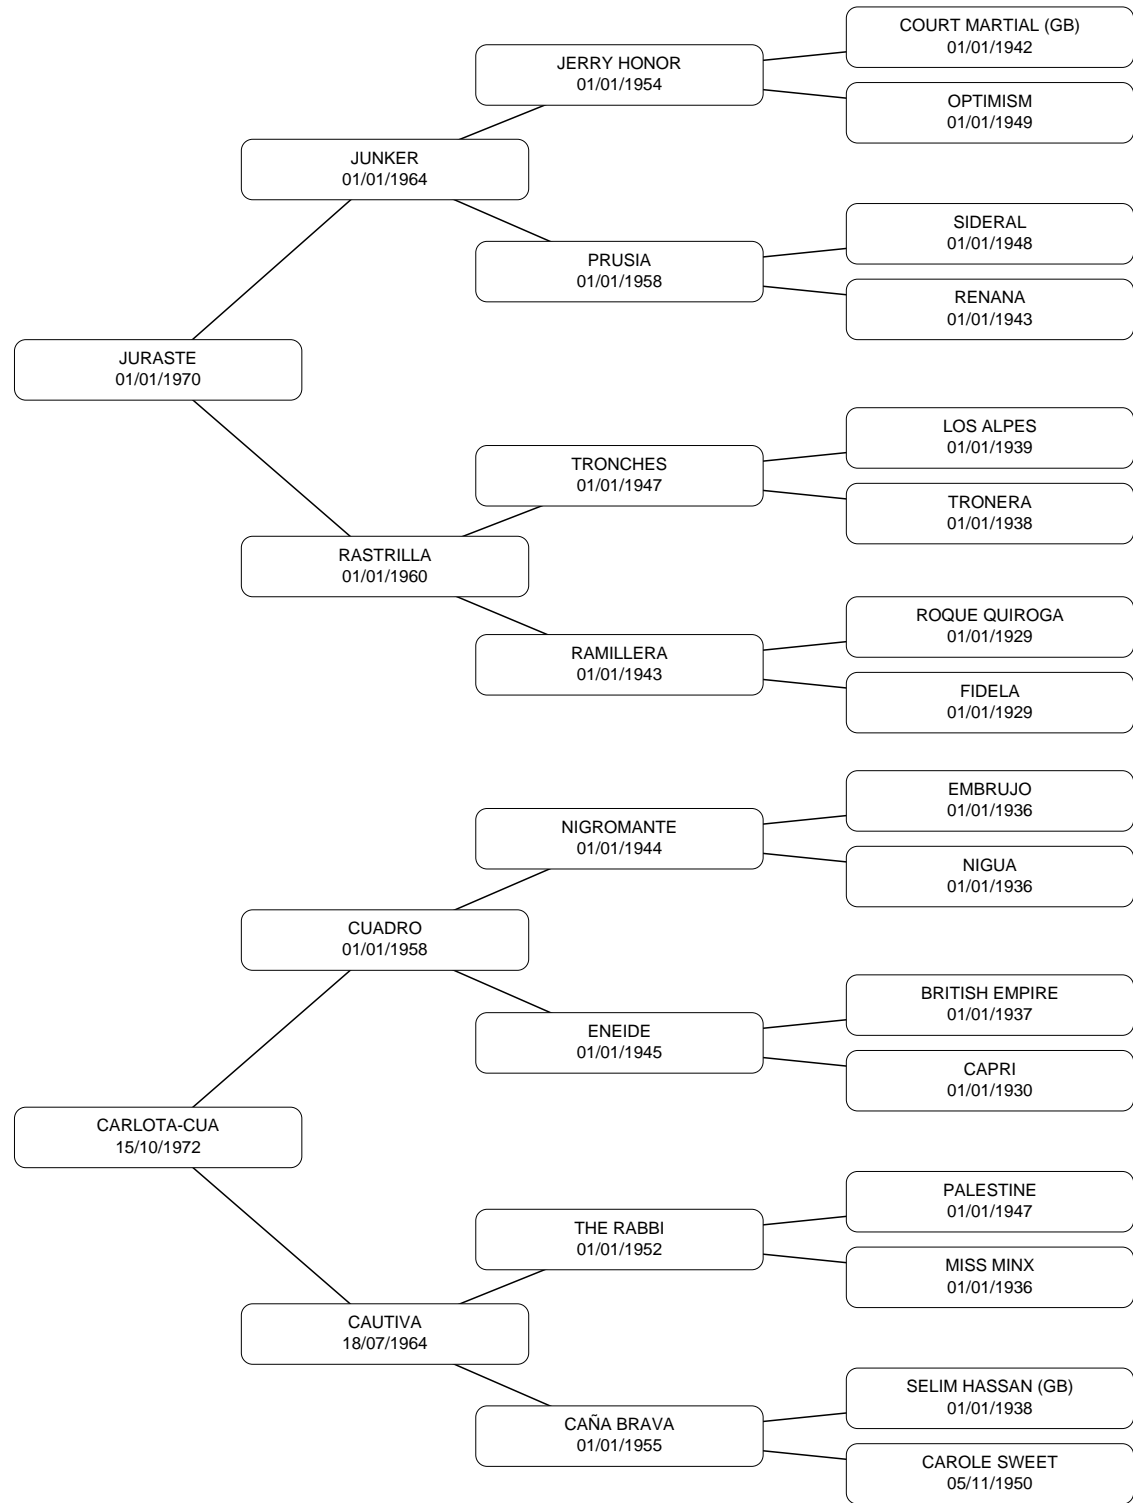 COURT MARTIAL (GB)
01/01/1942
JERRY HONOR
01/01/1954
OPTIMISM
01/01/1949
JUNKER
01/01/1964
SIDERAL
01/01/1948
PRUSIA
01/01/1958
RENANA
01/01/1943
JURASTE
01/01/1970
LOS ALPES
01/01/1939
TRONCHES
01/01/1947
TRONERA
01/01/1938
RASTRILLA
01/01/1960
ROQUE QUIROGA
01/01/1929
RAMILLERA
01/01/1943
FIDELA
01/01/1929
EMBRUJO
01/01/1936
NIGROMANTE
01/01/1944
NIGUA
01/01/1936
CUADRO
01/01/1958
BRITISH EMPIRE
01/01/1937
ENEIDE
01/01/1945
CAPRI
01/01/1930
CARLOTA-CUA
15/10/1972
PALESTINE
01/01/1947
THE RABBI
01/01/1952
MISS MINX
01/01/1936
CAUTIVA
18/07/1964
SELIM HASSAN (GB)
01/01/1938
CAÑA BRAVA
01/01/1955
CAROLE SWEET
05/11/1950